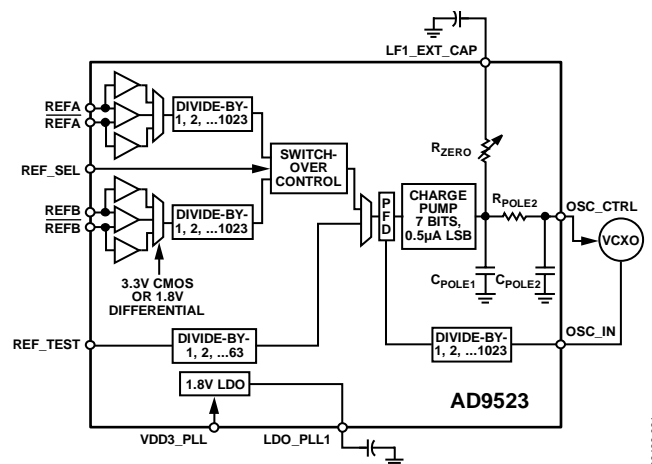 LF1_EXT_CAP
REFA
REFA
DIVIDE-BY-
1, 2, ...1023
SWITCH-
OVER
CONTROL
RZERO
REF_SEL
REFB
REFB
DIVIDE-BY-
1, 2, ...1023
PFD
CHARGE
PUMP
7 BITS,
0.5µA LSB
RPOLE2
OSC_CTRL
VCXO
CPOLE1
CPOLE2
3.3V CMOS
OR 1.8V
DIFFERENTIAL
REF_TEST
DIVIDE-BY-
1, 2, ...63
DIVIDE-BY-
1, 2, ...1023
OSC_IN
1.8V LDO
AD9523
VDD3_PLL
LDO_PLL1